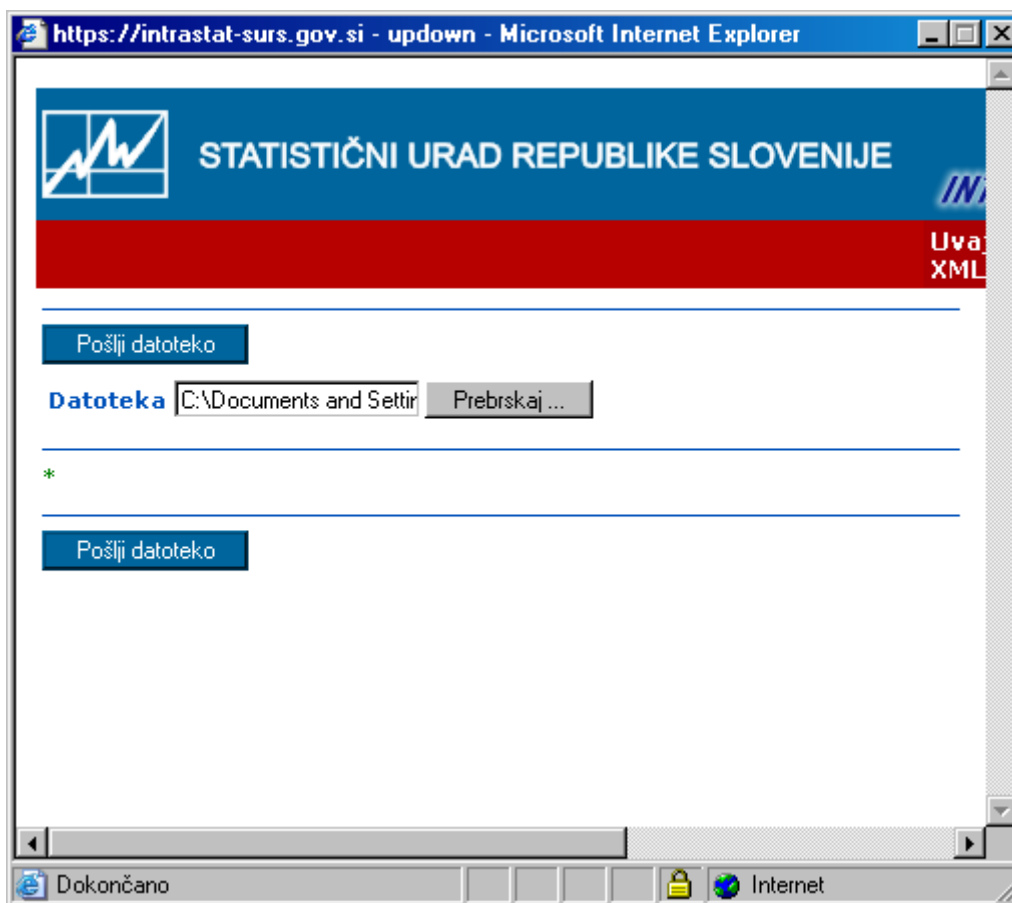 https://intrastat-surs.gov.si - updown - Microsoft Internet Explorer
STATISTIČNI URAD REPUBLIKE SLOVENIJE
Pošlji datoteko
Datoteka C:\Documents and Settin Prebrskaj ...
*
Pošlji datoteko
Dokončano Internet